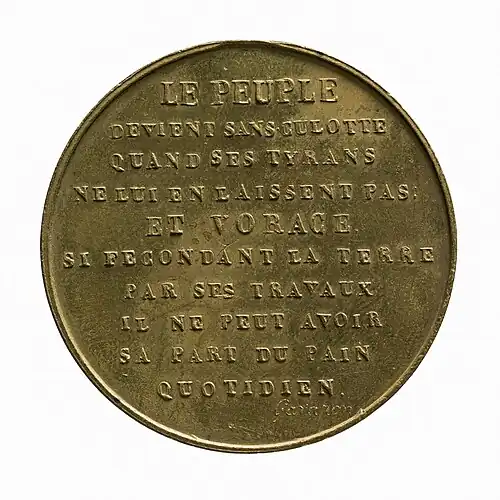 LE PEUPLE
DEVIENT SANS-CULOTTE
QUAND SES TYRANS
NE LUI EN LAISSENT PAS;
ET VORACE
SI FECONDANT LA TERRE
PAR SES TRAVAUX
IL NE PEUT AVOIR
SA PART DU PAIN
QUOTIDIEN.